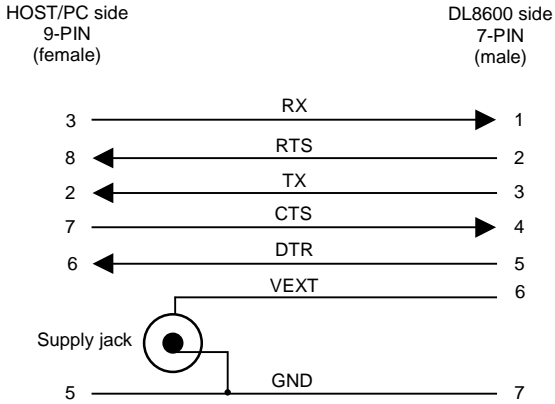 HOST/PC side
9-PIN
(female)
DL8600 side
7-PIN
(male)
3 RX 1
8 RTS 2
2 TX 3
7 CTS 4
6 DTR 5
VEXT 6
Supply jack
5 GND 7